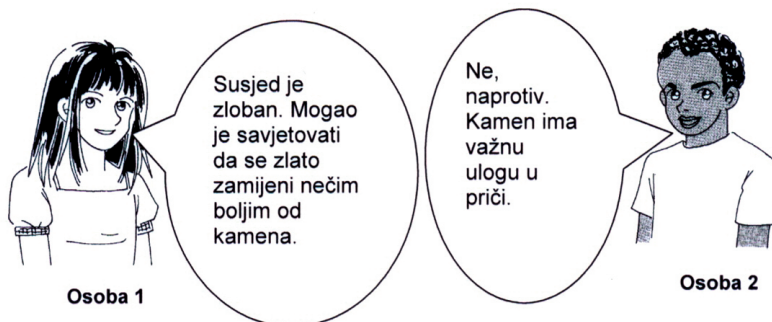 Susjed je
zloban. Mogao
je savjetovati
da se zlato
zamijeni nečim
boljim od
kamena.
Ne,
naprotiv.
Kamen ima
važnu
ulogu u
priči.
Osoba 1
Osoba 2